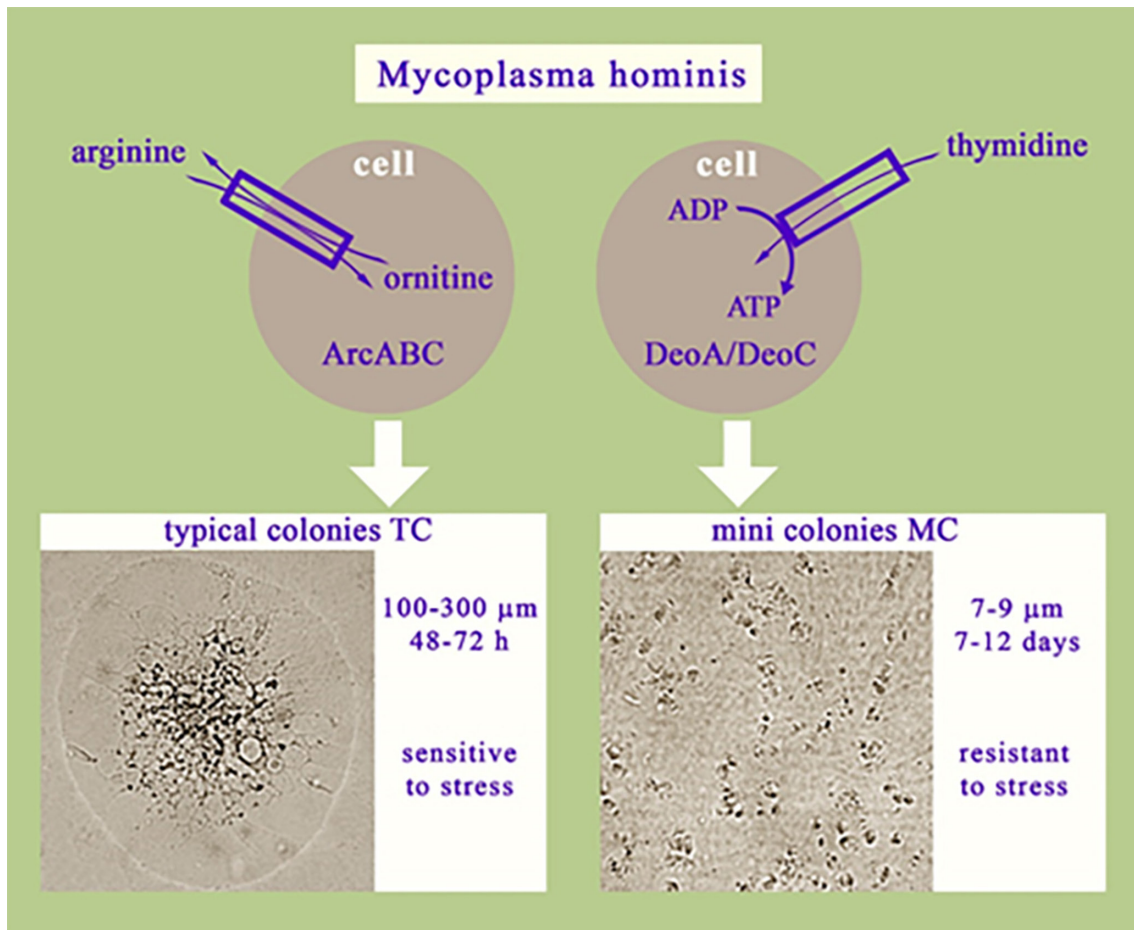 Mycoplasma hominis
arginine
cell
ornitine
ArcABC
cell
thymidine
ADP
ATP
DeoA/DeoC
typical colonies TC
100-300 μm
48-72 h
sensitive
to stress
mini colonies MC
7-9 μm
7-12 days
resistant
to stress